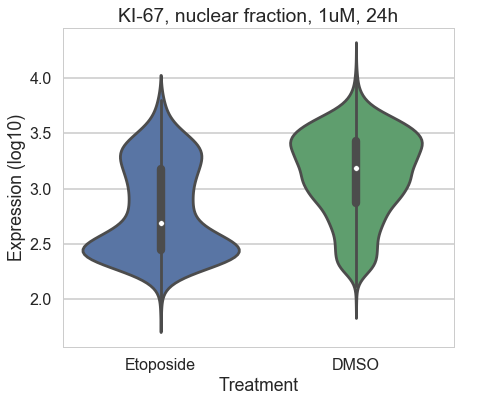 KI-67, nuclear fraction, 1uM, 24h
Expression (log10)
4.0
3.5
3.0
2.5
2.0
Etoposide DMSO
Treatment